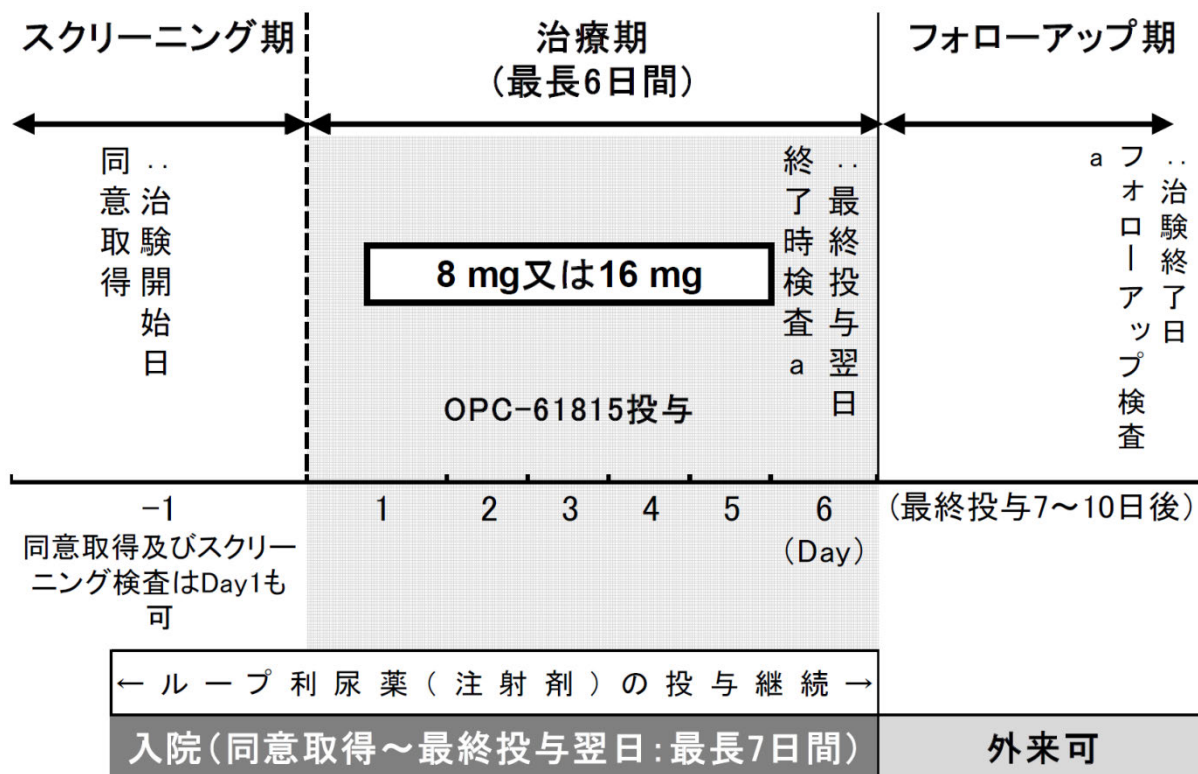 スクリーニング期
治療期
(最長6日間)
フォローアップ期
同意取得
：治験開始日
8 mg又は16 mg
OPC-61815投与
終了時検査a
：最終投与翌日
フォローアップ検査a
：治験終了日
-1
1
2
3
4
5
6
(Day)
(最終投与7～10日後)
同意取得及びスクリー
ニング検査はDay1も
可
←ループ利尿薬(注射剤)の投与継続→
入院(同意取得～最終投与翌日:最長7日間)
外来可